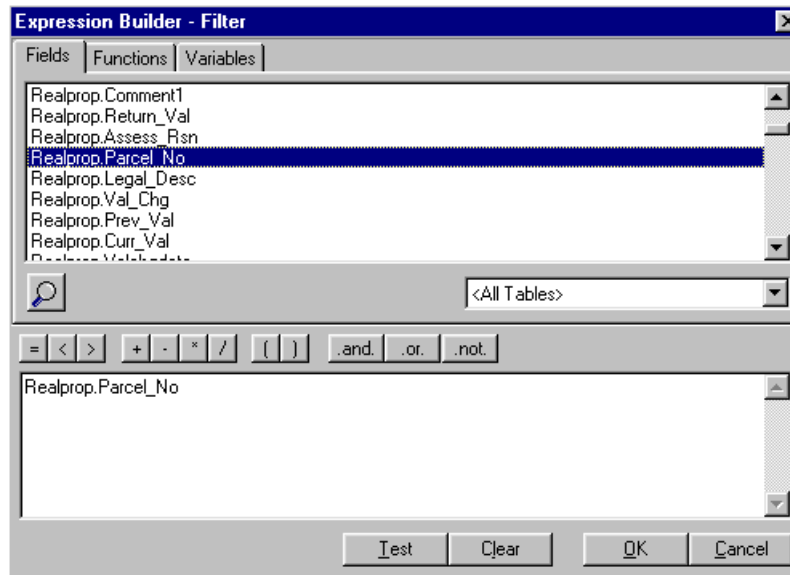 Expression Builder - Filter
Fields Functions Variables
Realprop.Comment1
Realprop.Return_Val
Realprop.Assess_Rsn
Realprop.Parcel_No
Realprop.Legal_Desc
Realprop.Val_Chg
Realprop.Prev_Val
Realprop.Curr_Val
<All Tables>
= < > + - * / ( ) .and. .or. .not.
Realprop.Parcel_No
Test Clear OK Cancel